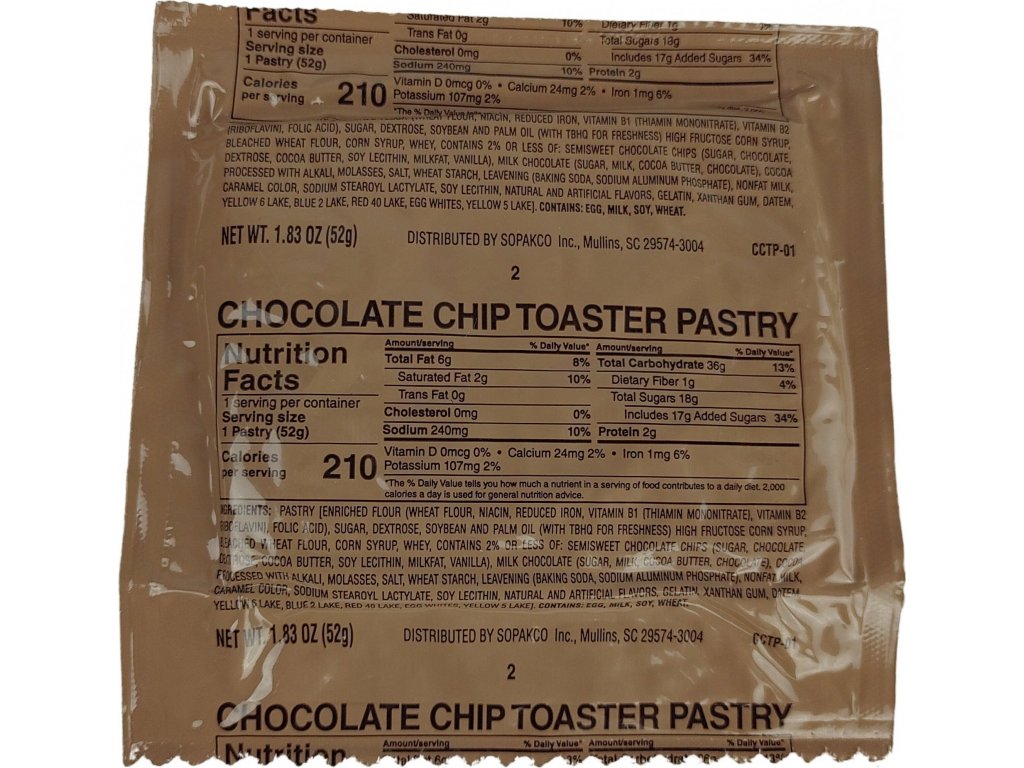 Facts
1 serving per container
Serving size
1 Pastry (52g)
Calories
per serving 210
Saturated Fat 2g 10%
Trans Fat 0g
Cholesterol 0mg 0%
Sodium 240mg 10%
Dietary Fiber 1g
Total Sugars 18g
Includes 17g Added Sugars 34%
Protein 2g
Vitamin D 0mcg 0% • Calcium 24mg 2% • Iron 1mg 6%
Potassium 107mg 2%
*The % Daily Value
FLOUR, NIACIN, REDUCED IRON, VITAMIN B1 (THIAMIN MONONITRATE), VITAMIN B2
(RIBOFLAVIN), FOLIC ACID), SUGAR, DEXTROSE, SOYBEAN AND PALM OIL (WITH TBHQ FOR FRESHNESS) HIGH FRUCTOSE CORN SYRUP,
BLEACHED WHEAT FLOUR, CORN SYRUP, WHEY, CONTAINS 2% OR LESS OF: SEMISWEET CHOCOLATE CHIPS (SUGAR, CHOCOLATE,
DEXTROSE, COCOA BUTTER, SOY LECITHIN, MILKFAT, VANILLA), MILK CHOCOLATE (SUGAR, MILK, COCOA BUTTER, CHOCOLATE), COCOA
PROCESSED WITH ALKALI, MOLASSES, SALT, WHEAT STARCH, LEAVENING (BAKING SODA, SODIUM ALUMINUM PHOSPHATE), NONFAT MILK,
CARAMEL COLOR, SODIUM STEAROYL LACTYLATE, SOY LECITHIN, NATURAL AND ARTIFICIAL FLAVORS, GELATIN, XANTHAN GUM, DATEM,
YELLOW 6 LAKE, BLUE 2 LAKE, RED 40 LAKE, EGG WHITES, YELLOW 5 LAKE]. CONTAINS: EGG, MILK, SOY, WHEAT.
NET WT. 1.83 OZ (52g) DISTRIBUTED BY SOPAKCO Inc., Mullins, SC 29574-3004 CCTP-01
2
CHOCOLATE CHIP TOASTER PASTRY
Nutrition
Facts
1 serving per container
Serving size
1 Pastry (52g)
Calories
per serving 210
Amount/serving % Daily Value*
Total Fat 6g 8%
Saturated Fat 2g 10%
Trans Fat 0g
Cholesterol 0mg 0%
Sodium 240mg 10%
Amount/serving % Daily Value*
Total Carbohydrate 36g 13%
Dietary Fiber 1g 4%
Total Sugars 18g
Includes 17g Added Sugars 34%
Protein 2g
Vitamin D 0mcg 0% • Calcium 24mg 2% • Iron 1mg 6%
Potassium 107mg 2%
*The % Daily Value tells you how much a nutrient in a serving of food contributes to a daily diet. 2,000
calories a day is used for general nutrition advice.
INGREDIENTS: PASTRY [ENRICHED FLOUR (WHEAT FLOUR, NIACIN, REDUCED IRON, VITAMIN B1 (THIAMIN MONONITRATE), VITAMIN B2
(RIBOFLAVIN), FOLIC ACID), SUGAR, DEXTROSE, SOYBEAN AND PALM OIL (WITH TBHQ FOR FRESHNESS) HIGH FRUCTOSE CORN SYRUP,
BLEACHED WHEAT FLOUR, CORN SYRUP, WHEY, CONTAINS 2% OR LESS OF: SEMISWEET CHOCOLATE CHIPS (SUGAR, CHOCOLATE
DEXTROSE, COCOA BUTTER, SOY LECITHIN, MILKFAT, VANILLA), MILK CHOCOLATE (SUGAR, MILK, COCOA BUTTER, CHOCOLATE), COCOA
PROCESSED WITH ALKALI, MOLASSES, SALT, WHEAT STARCH, LEAVENING (BAKING SODA, SODIUM ALUMINUM PHOSPHATE), NONFAT MILK,
CARAMEL COLOR, SODIUM STEAROYL LACTYLATE, SOY LECITHIN, NATURAL AND ARTIFICIAL FLAVORS, GELATIN, XANTHAN GUM, DATEM,
YELLOW 6 LAKE, BLUE 2 LAKE, RED 40 LAKE, EGG WHITES, YELLOW 5 LAKE]. CONTAINS: EGG, MILK, SOY, WHEAT.
NET WT. 1.83 OZ (52g) DISTRIBUTED BY SOPAKCO Inc., Mullins, SC 29574-3004 CCTP-01
2
CHOCOLATE CHIP TOASTER PASTRY
Nutrition
Amount/serving % Daily Value*
Amount/serving % Daily Value*